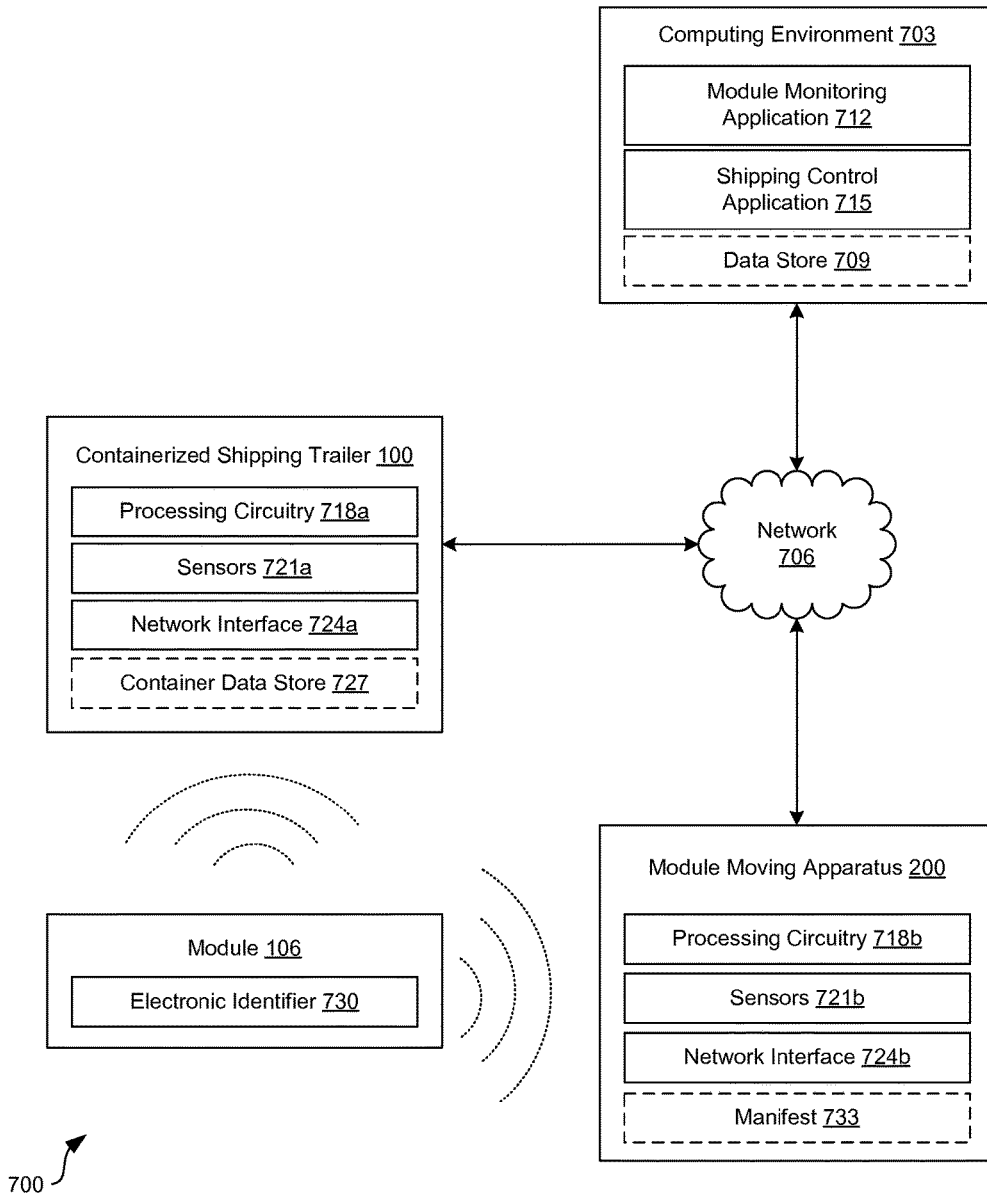 Computing Environment 703
Module Monitoring
Application 712
Shipping Control
Application 715
Data Store 709
Containerized Shipping Trailer 100
Processing Circuitry 718a
Sensors 721a
Network Interface 724a
Container Data Store 727
Network
706
Module 106
Electronic Identifier 730
Module Moving Apparatus 200
Processing Circuitry 718b
Sensors 721b
Network Interface 724b
Manifest 733
700